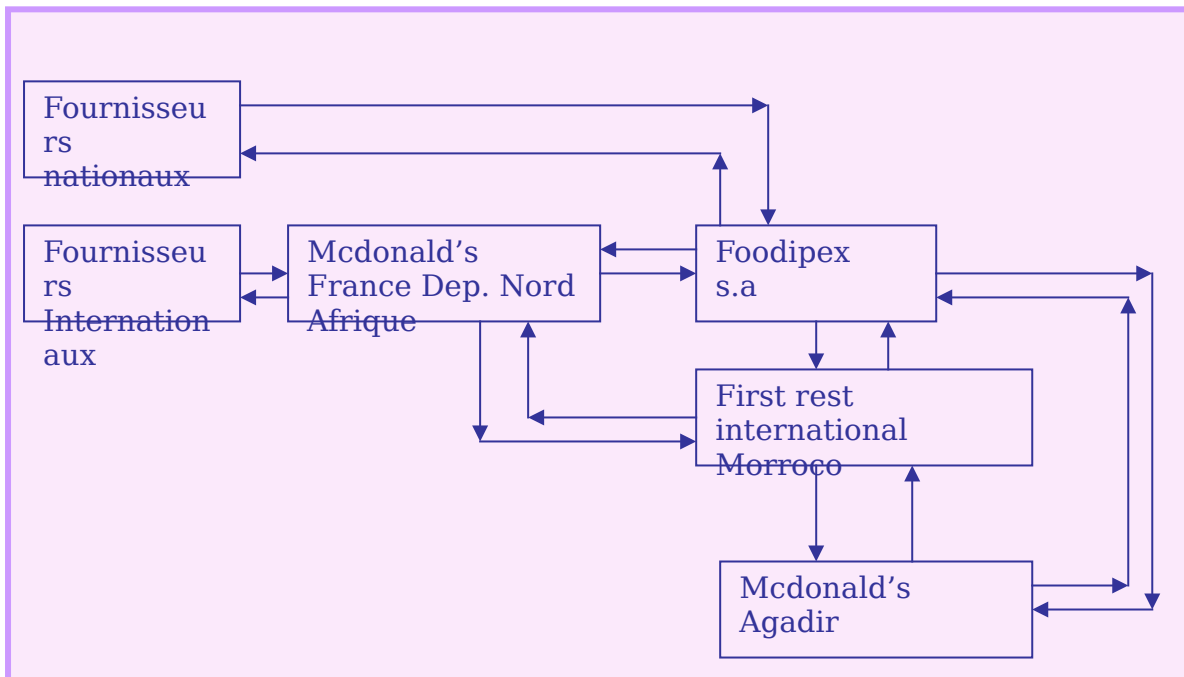 Fournisseu
rs
nationaux
Fournisseu
rs
Internation
aux
Mcdonald’s
France Dep. Nord
Afrique
Foodipex
s.a
First rest
international
Morroco
Mcdonald’s
Agadir